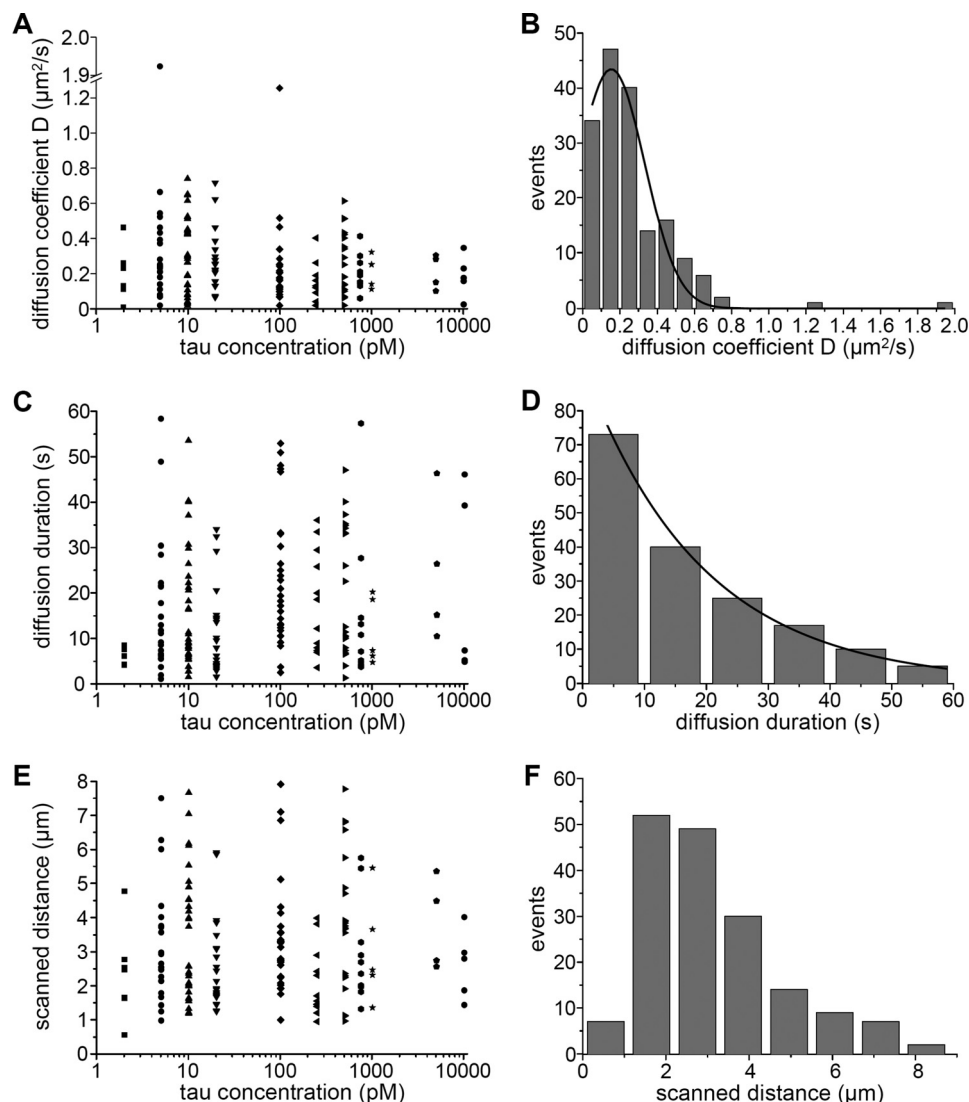 A
2.0
1.9
1.2
1.0
0.8
0.6
0.4
0.2
0
diffusion coefficient D (µm²/s)
1 10 100 1000 10000
tau concentration (pM)
B
50
40
30
20
10
0
events
0 0.2 0.4 0.6 0.8 1.0 1.2 1.4 1.6 1.8 2.0
diffusion coefficient D (µm²/s)
C
60
50
40
30
20
10
0
diffusion duration (s)
1 10 100 1000 10000
tau concentration (pM)
D
80
70
60
50
40
30
20
10
0
events
0 10 20 30 40 50 60
diffusion duration (s)
E
8
7
6
5
4
3
2
1
0
scanned distance (µm)
1 10 100 1000 10000
tau concentration (pM)
F
60
50
40
30
20
10
0
events
2 4 6 8
scanned distance (µm)